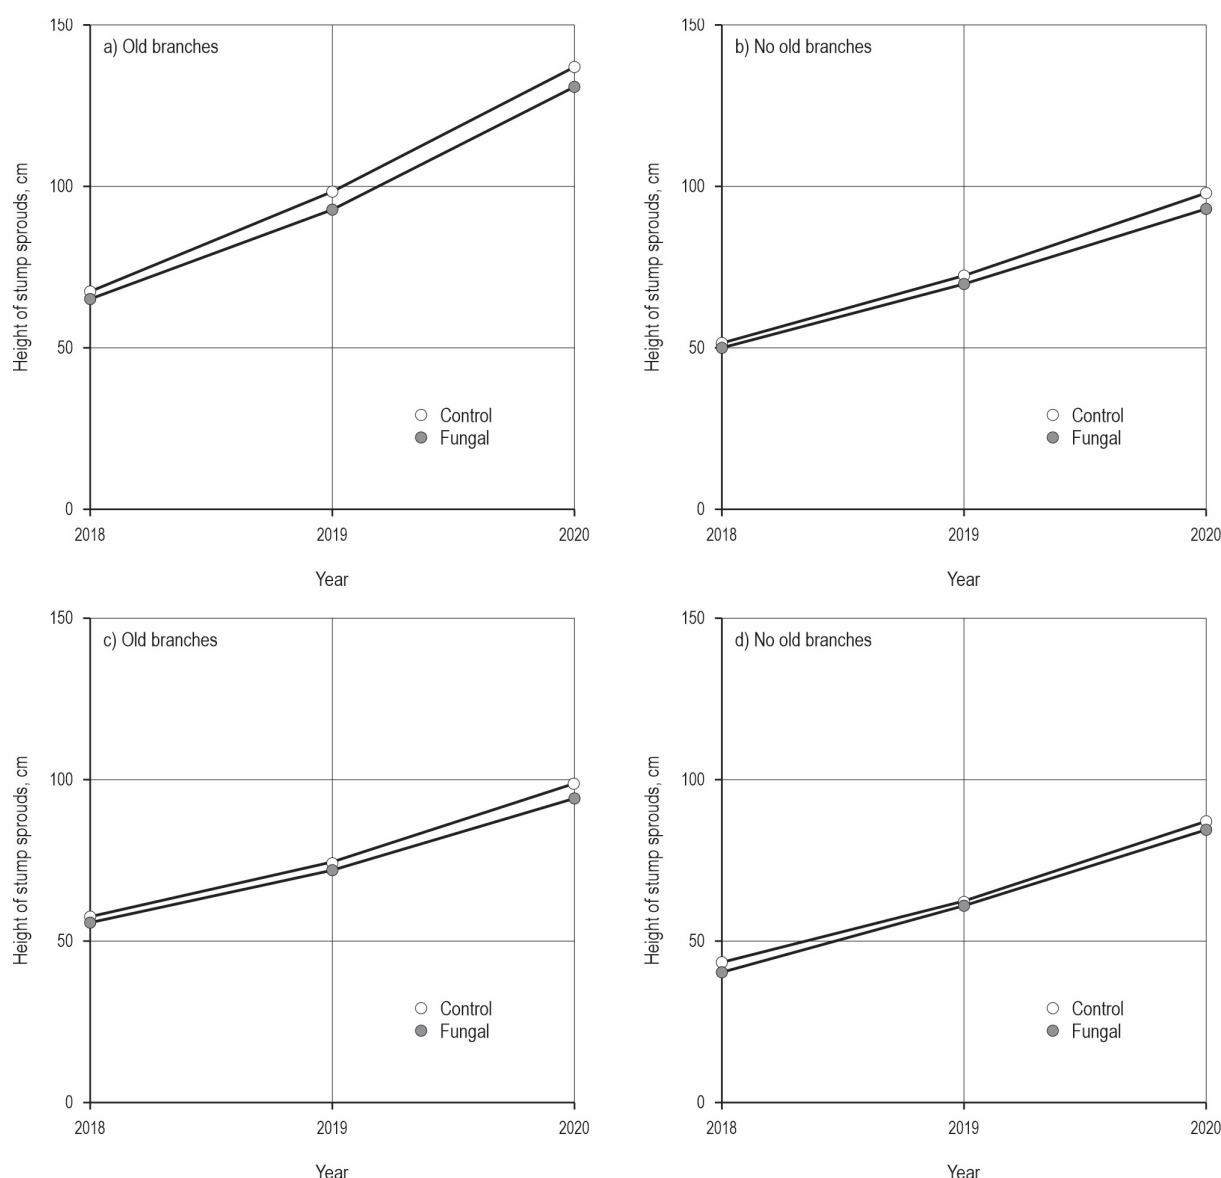 150
a) Old branches
100
50
0
Height of stump sprouds, cm
Control
Fungal
2018 2019 2020
Year
150
b) No old branches
100
50
0
Height of stump sprouds, cm
Control
Fungal
2018 2019 2020
Year
150
c) Old branches
100
50
0
Height of stump sprouds, cm
Control
Fungal
2018 2019 2020
Year
150
d) No old branches
100
50
0
Height of stump sprouds, cm
Control
Fungal
2018 2019 2020
Year